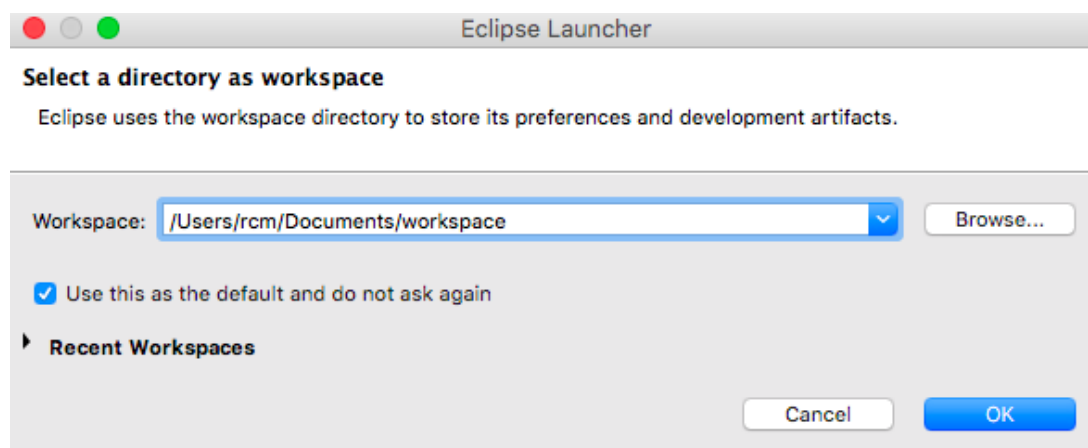 Eclipse Launcher
Select a directory as workspace
Eclipse uses the workspace directory to store its preferences and development artifacts.
Workspace: /Users/rcm/Documents/workspace Browse...
Use this as the default and do not ask again
Recent Workspaces
Cancel OK